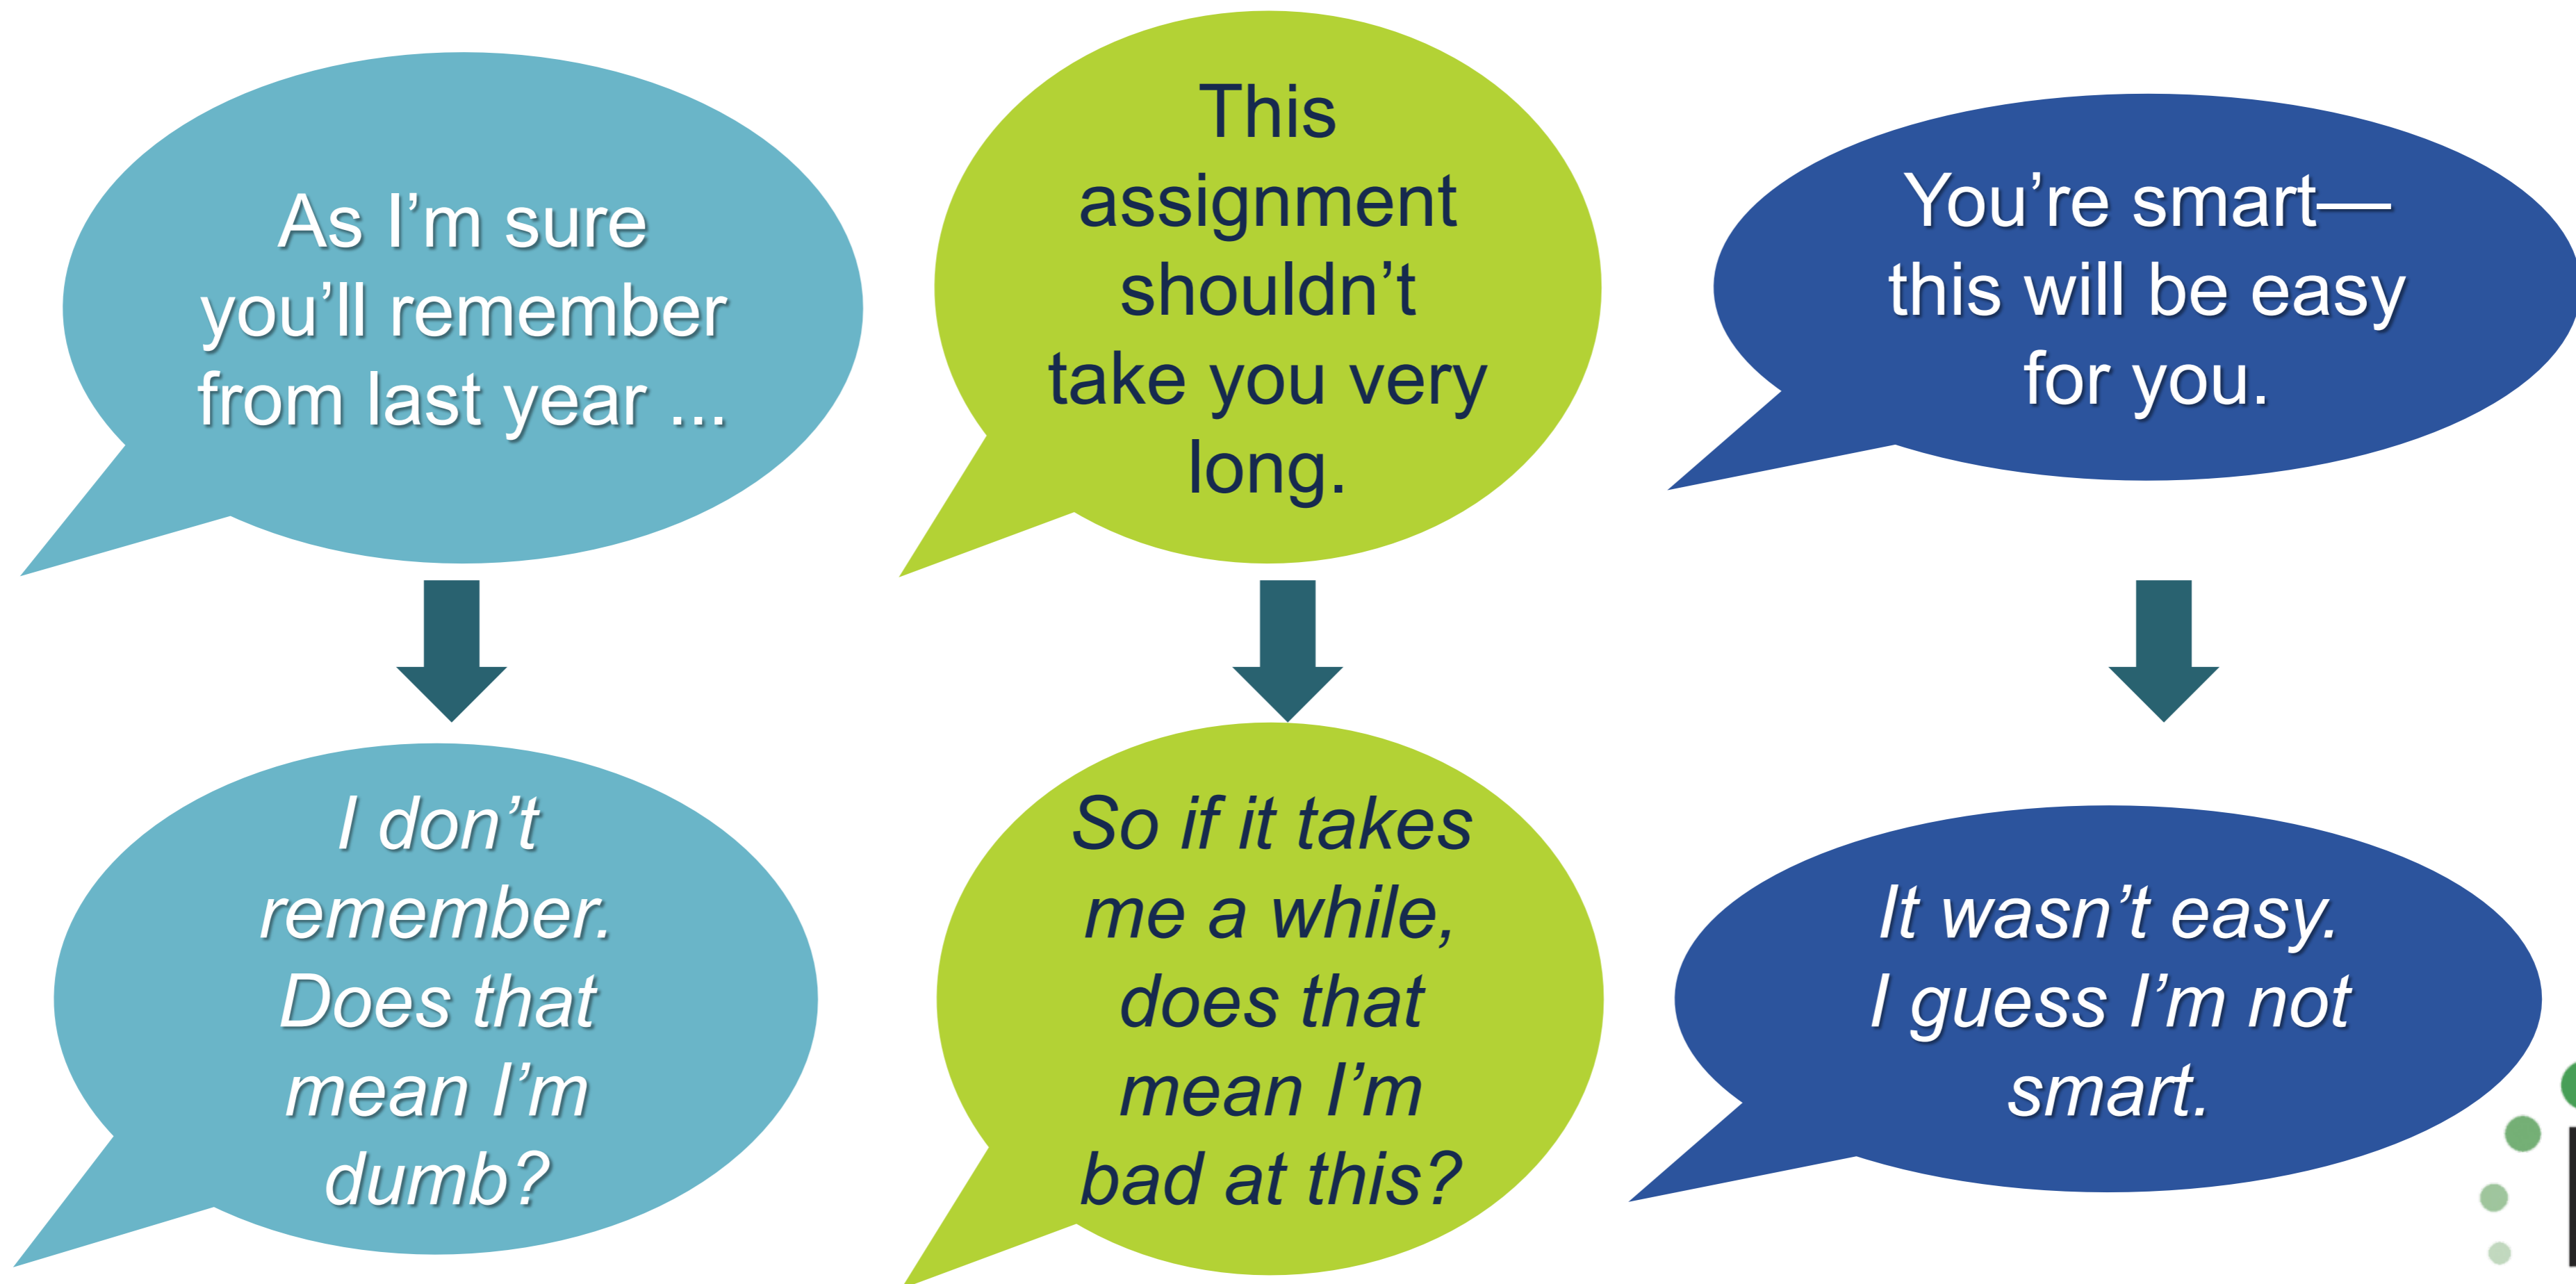 As I’m sure
you’ll remember
from last year ...
This
assignment
shouldn’t
take you very
long.
You’re smart—
this will be easy
for you.
I don’t
remember.
Does that
mean I’m
dumb?
So if it takes
me a while,
does that
mean I’m
bad at this?
It wasn’t easy.
I guess I’m not
smart.